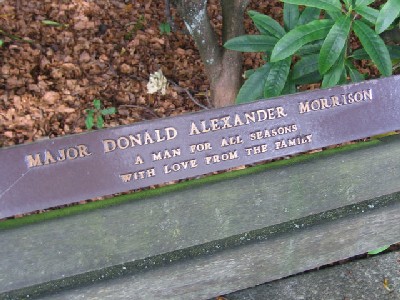 MAJOR DONALD ALEXANDER MORRISON
A MAN FOR ALL SEASONS
WITH LOVE FROM THE FAMILY